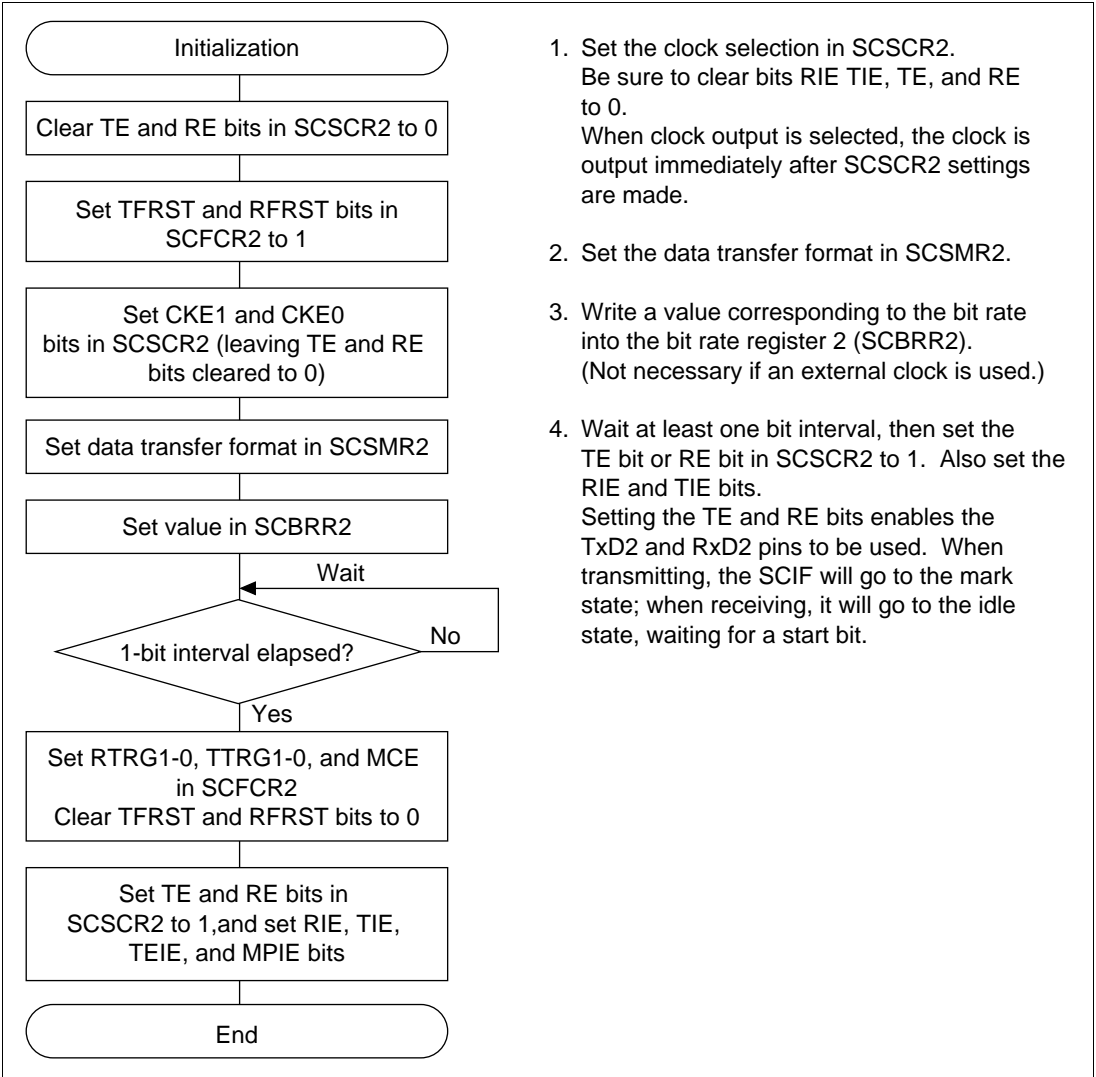 Initialization
Clear TE and RE bits in SCSCR2 to 0
Set TFRST and RFRST bits in
SCFCR2 to 1
Set CKE1 and CKE0
bits in SCSCR2 (leaving TE and RE
bits cleared to 0)
Set data transfer format in SCSMR2
Set value in SCBRR2
Wait
1-bit interval elapsed?
No
Yes
Set RTRG1-0, TTRG1-0, and MCE
in SCFCR2
Clear TFRST and RFRST bits to 0
Set TE and RE bits in
SCSCR2 to 1,and set RIE, TIE,
TEIE, and MPIE bits
End
1. Set the clock selection in SCSCR2.
Be sure to clear bits RIE TIE, TE, and RE
to 0.
When clock output is selected, the clock is
output immediately after SCSCR2 settings
are made.
2. Set the data transfer format in SCSMR2.
3. Write a value corresponding to the bit rate
into the bit rate register 2 (SCBRR2).
(Not necessary if an external clock is used.)
4. Wait at least one bit interval, then set the
TE bit or RE bit in SCSCR2 to 1. Also set the
RIE and TIE bits.
Setting the TE and RE bits enables the
TxD2 and RxD2 pins to be used. When
transmitting, the SCIF will go to the mark
state; when receiving, it will go to the idle
state, waiting for a start bit.